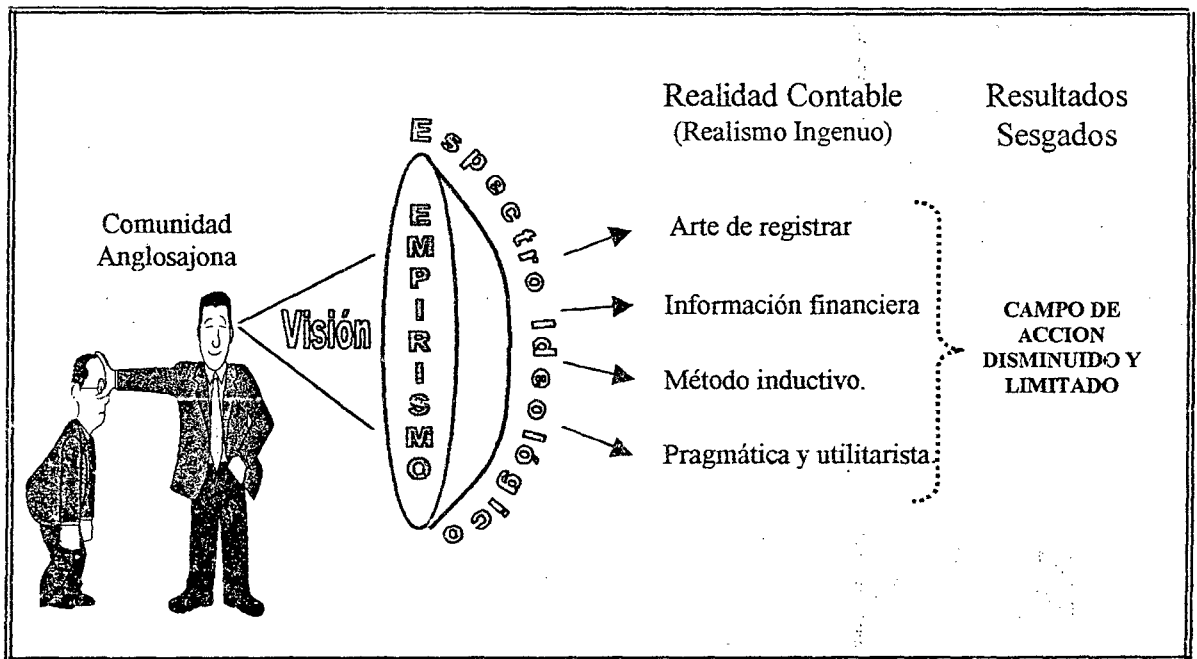 Comunidad
Anglosajona
Visión
EMPIRISMO
Espectro Ideológico
Realidad Contable
(Realismo Ingenuo)
Arte de registrar
Información financiera
Método inductivo.
Pragmática y utilitarista.
Resultados
Sesgados
CAMPO DE
ACCION
DISMINUIDO Y
LIMITADO